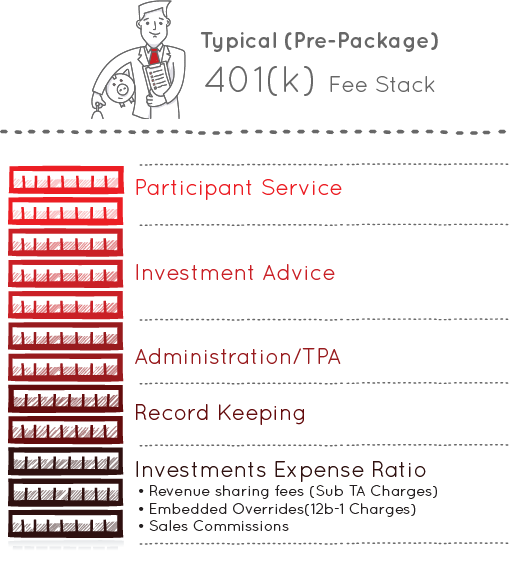 Typical (Pre-Package)
401(k) Fee Stack
Participant Service
Investment Advice
Administration/TPA
Record Keeping
Investments Expense Ratio
• Revenue sharing fees (Sub TA Charges)
• Embedded Overrides(12b-1 Charges)
• Sales Commissions